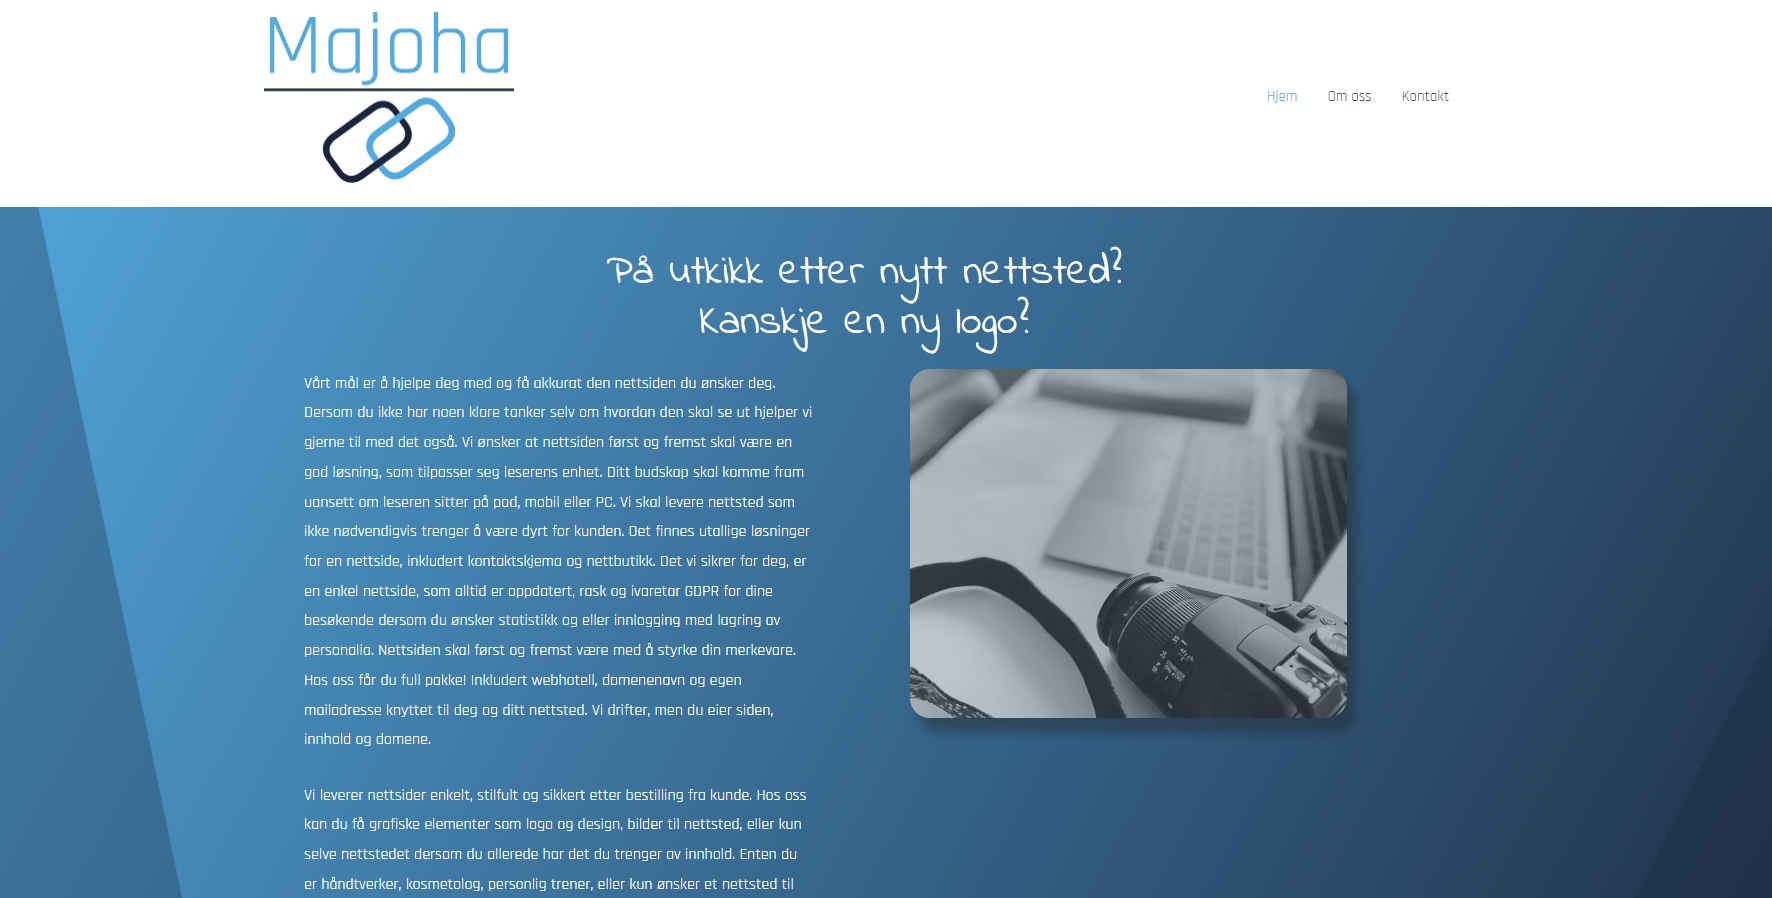 Majoha
Hjem Om oss Kontakt
På utkikk etter nytt nettsted?
Kanskje en ny logo?
Vårt mål er å hjelpe deg med og få akkurat den nettsiden du ønsker deg.
Dersom du ikke har noen klare tanker selv om hvordan den skal se ut hjelper vi
gjerne til med det også. Vi ønsker at nettsiden først og fremst skal være en
god løsning, som tilpasser seg leserens enhet. Ditt budskap skal komme fram
uansett om leseren sitter på pad, mobil eller PC. Vi skal levere nettsted som
ikke nødvendigvis trenger å være dyrt for kunden. Det finnes utallige løsninger
for en nettside, inkludert kontaktskjema og nettbutikk. Det vi sikrer for deg, er
en enkel nettside, som alltid er oppdatert, rask og ivaretar GDPR for dine
besøkende dersom du ønsker statistikk og eller innlogging med lagring av
personalia. Nettsiden skal først og fremst være med å styrke din merkevare.
Hos oss får du full pakke! Inkludert webhotell, domenenavn og egen
mailadresse knyttet til deg og ditt nettsted. Vi drifter, men du eier siden,
innhold og domene.
Vi leverer nettsider enkelt, stilfult og sikkert etter bestilling fra kunde. Hos oss
kan du få grafiske elementer som logo og design, bilder til nettsted, eller kun
selve nettstedet dersom du allerede har det du trenger av innhold. Enten du
er håndtverker, kosmetolog, personlig trener, eller kun ønsker et nettsted til